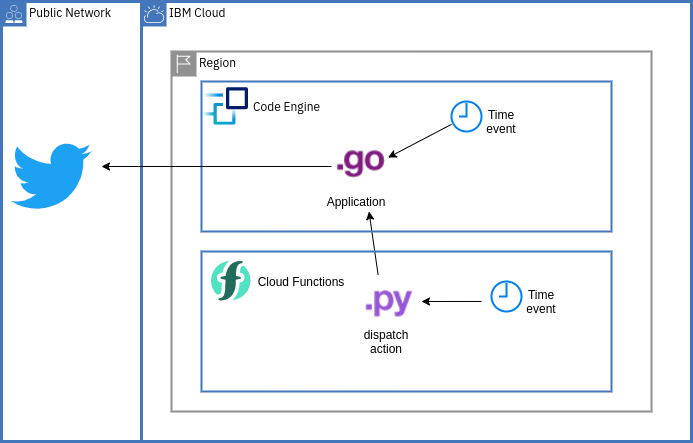 Public Network
IBM Cloud
Region
Code Engine
Time
event
.go
Application
Cloud Functions
.py
Time
event
dispatch
action